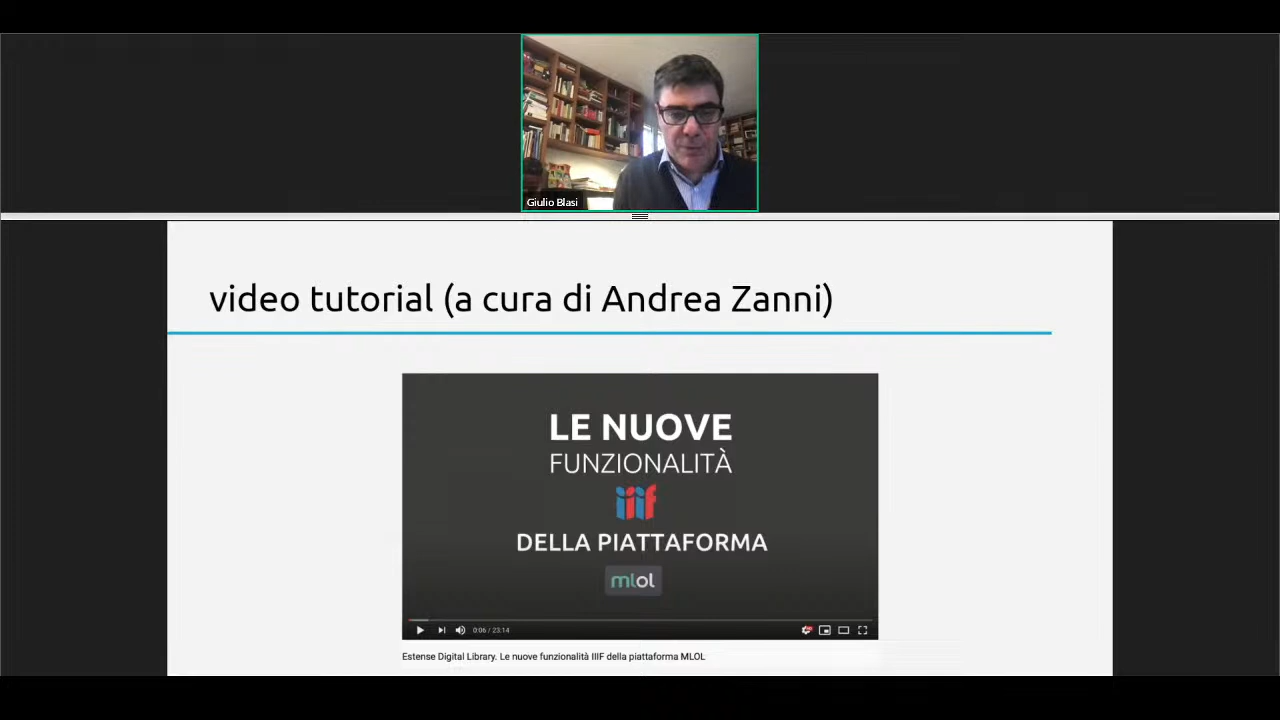 Giulio Blasi
video tutorial (a cura di Andrea Zanni)
LE NUOVE
FUNZIONALITÀ
iiif
DELLA PIATTAFORMA
mlol
0:06 / 23:14
Estense Digital Library. Le nuove funzionalità IIIF della piattaforma MLOL